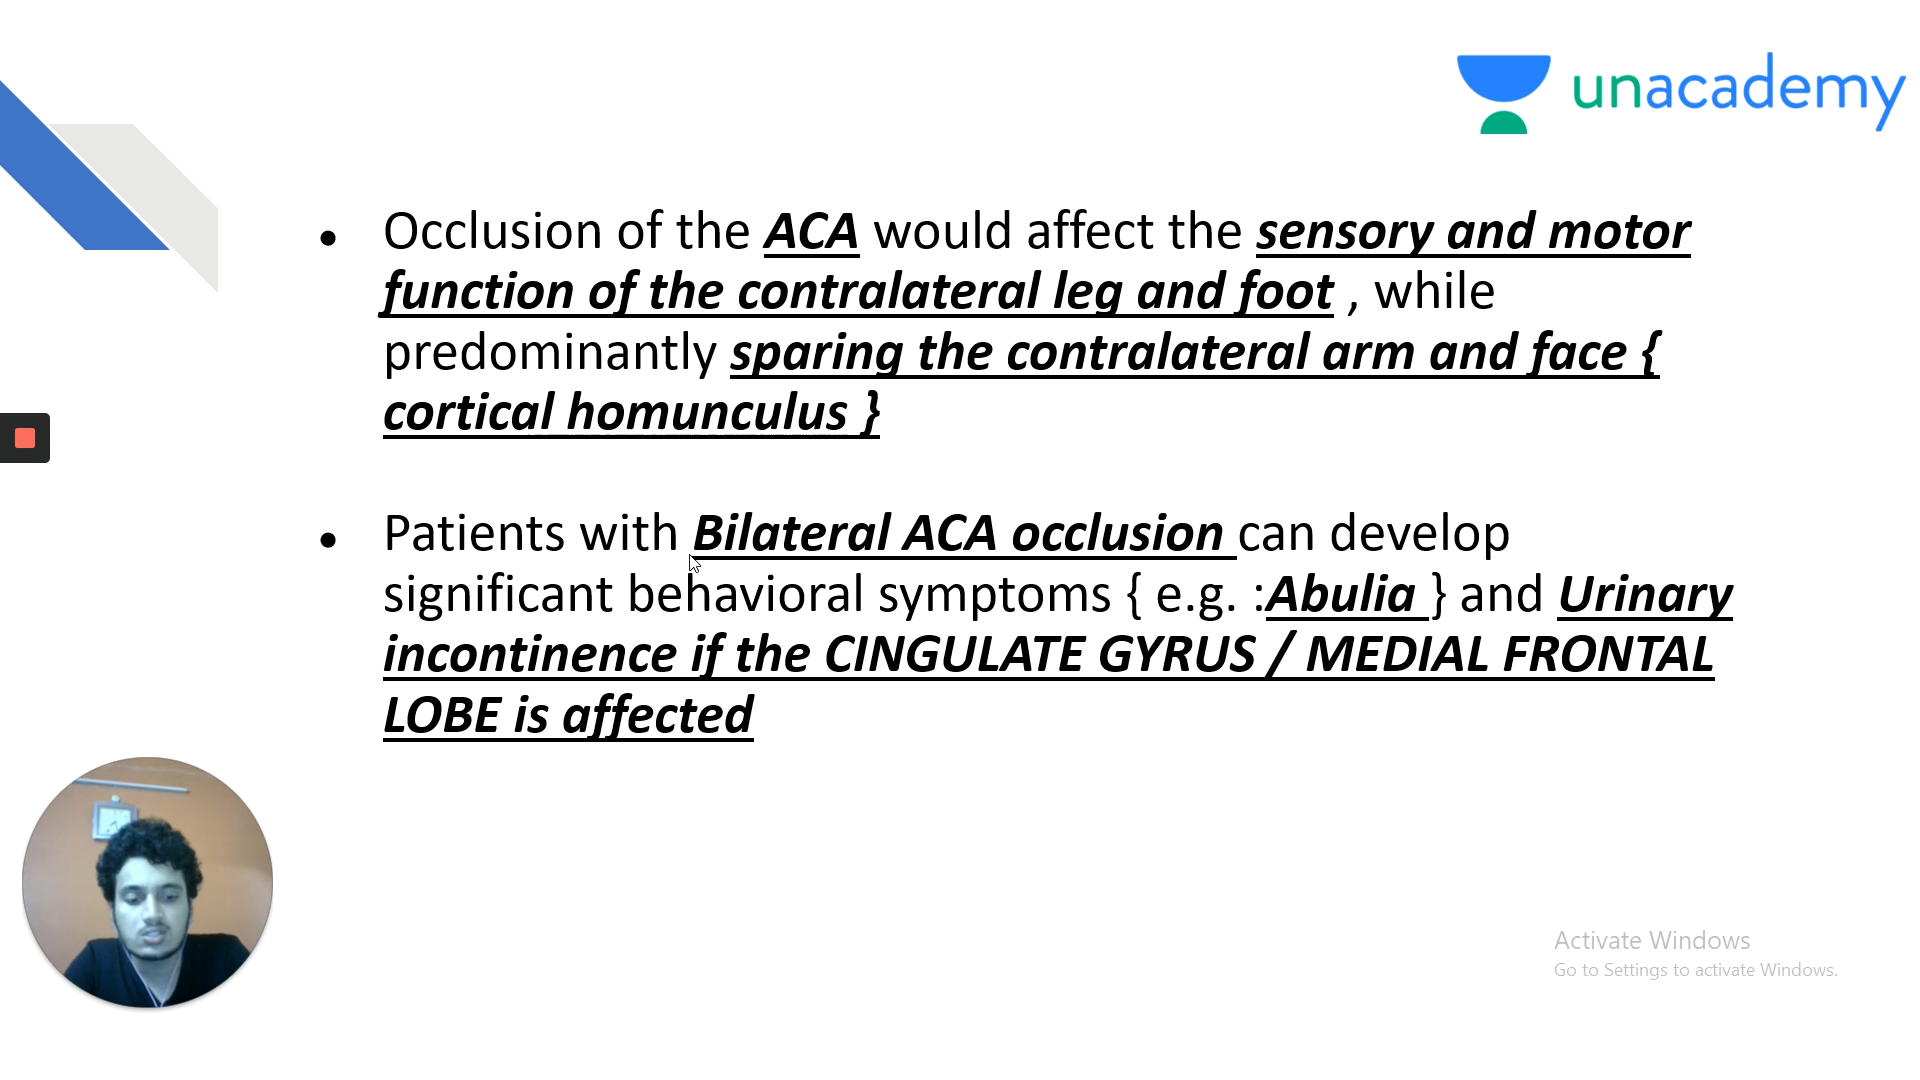 unacademy
Occlusion of the ACA would affect the sensory and motor
function of the contralateral leg and foot , while
predominantly sparing the contralateral arm and face {
cortical homunculus }
Patients with Bilateral ACA occlusion can develop
significant behavioral symptoms { e.g. :Abulia } and Urinary
incontinence if the CINGULATE GYRUS / MEDIAL FRONTAL
LOBE is affected
Activate Windows
Go to Settings to activate Windows.